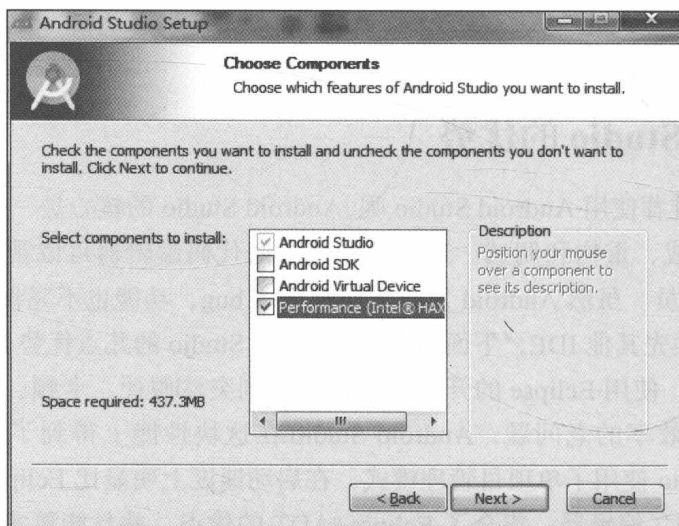 Android Studio Setup
Choose Components
Choose which features of Android Studio you want to install.
Check the components you want to install and uncheck the components you don't want to
install. Click Next to continue.
Select components to install:
Android Studio
Android SDK
Android Virtual Device
Performance (Intel® HAX
Description
Position your mouse
over a component to
see its description.
Space required: 437.3MB
< Back
Next >
Cancel